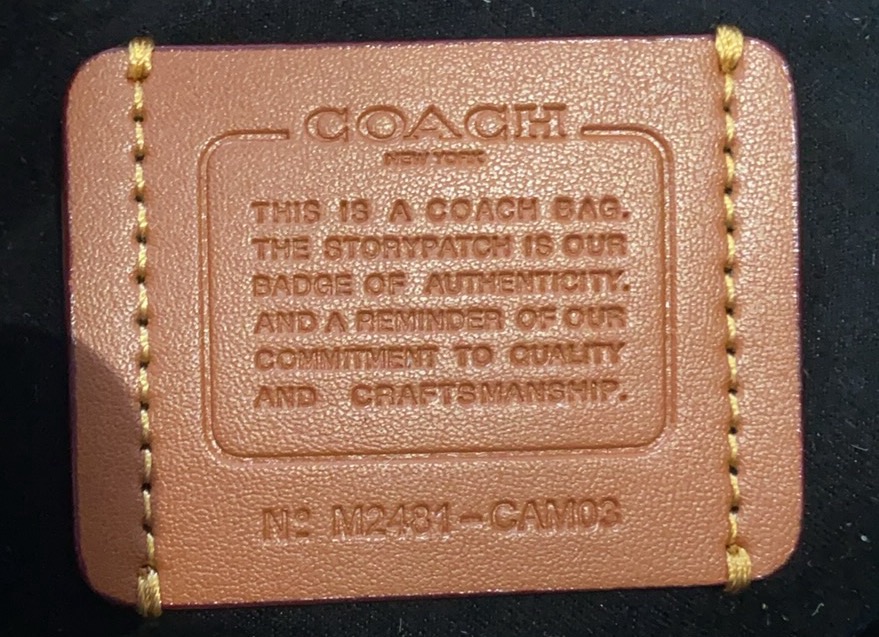 COACH
NEW YORK
THIS IS A COACH BAG.
THE STORYPATCH IS OUR
BADGE OF AUTHENTICITY.
AND A REMINDER OF OUR
COMMITMENT TO QUALITY
AND CRAFTSMANSHIP.
Nº M2481-CAM03